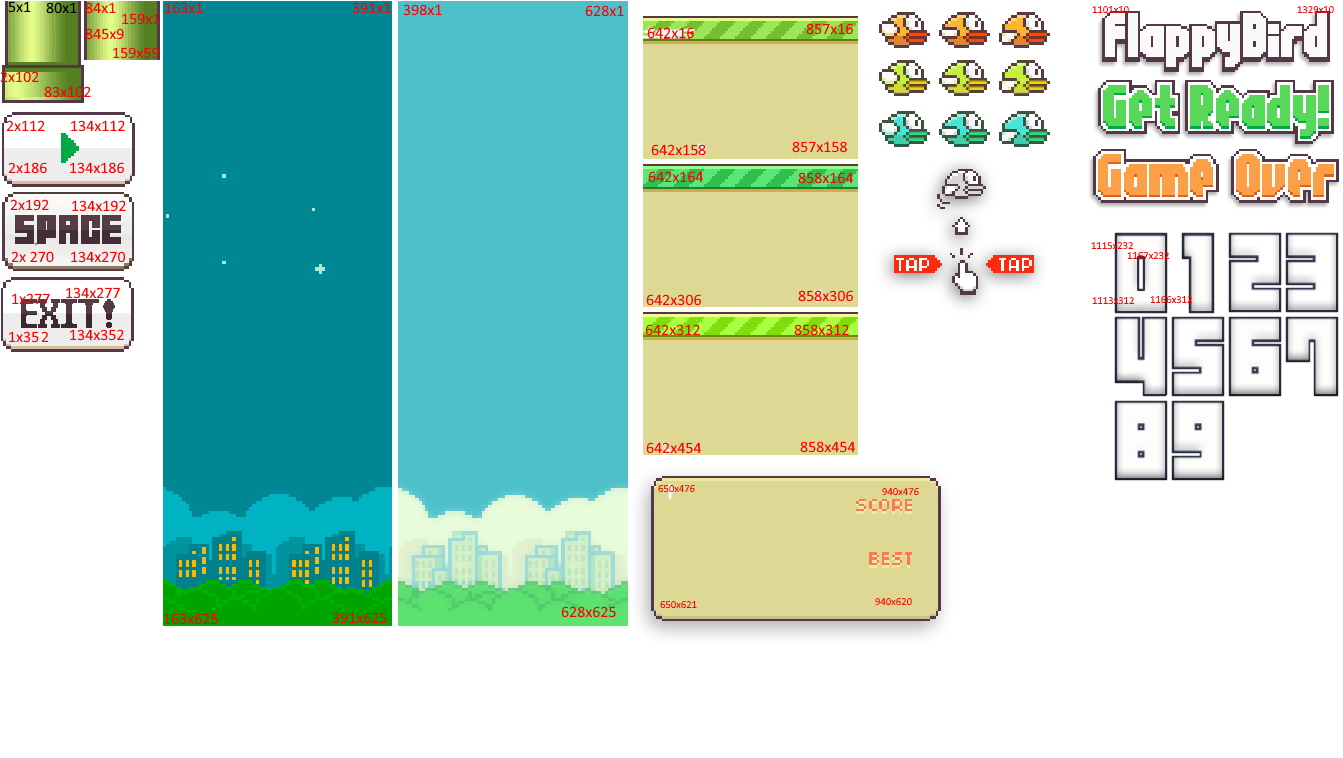 5x1 80x1
84x1
159x1
845x9
159x59
2x102
83x102
2x112 134x112
2x186 134x186
2x192 134x192
SPACE
2x 270 134x270
1x277 134x277
EXIT!
1x352 134x352
163x1 391x1
163x625 391x625
398x1 628x1
628x625
642x16 857x16
642x158 857x158
642x164 858x164
642x306 858x306
642x312 858x312
642x454 858x454
650x476 940x476
SCORE
BEST
650x621 940x620
TAP TAP
1101x10 1329x10
FlappyBird
Get Ready!
Game Over
1115x232
1167x232
1113x312 1166x312
0123
4567
89